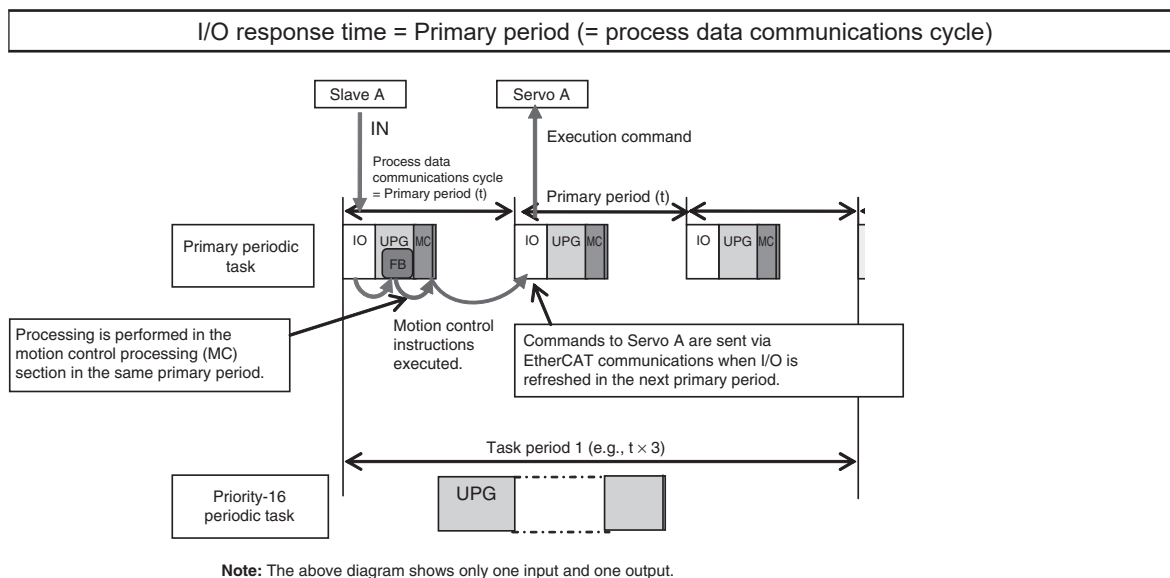 I/O response time = Primary period (= process data communications cycle)
Slave A
Servo A
IN
Execution command
Process data
communications cycle
= Primary period (t)
Primary period (t)
Primary periodic
task
IO
UPG
FB
MC
IO
UPG
MC
IO
UPG
MC
Processing is performed in the
motion control processing (MC)
section in the same primary period.
Motion control
instructions
executed.
Commands to Servo A are sent via
EtherCAT communications when I/O is
refreshed in the next primary period.
Task period 1 (e.g., t × 3)
Priority-16
periodic task
UPG
Note: The above diagram shows only one input and one output.